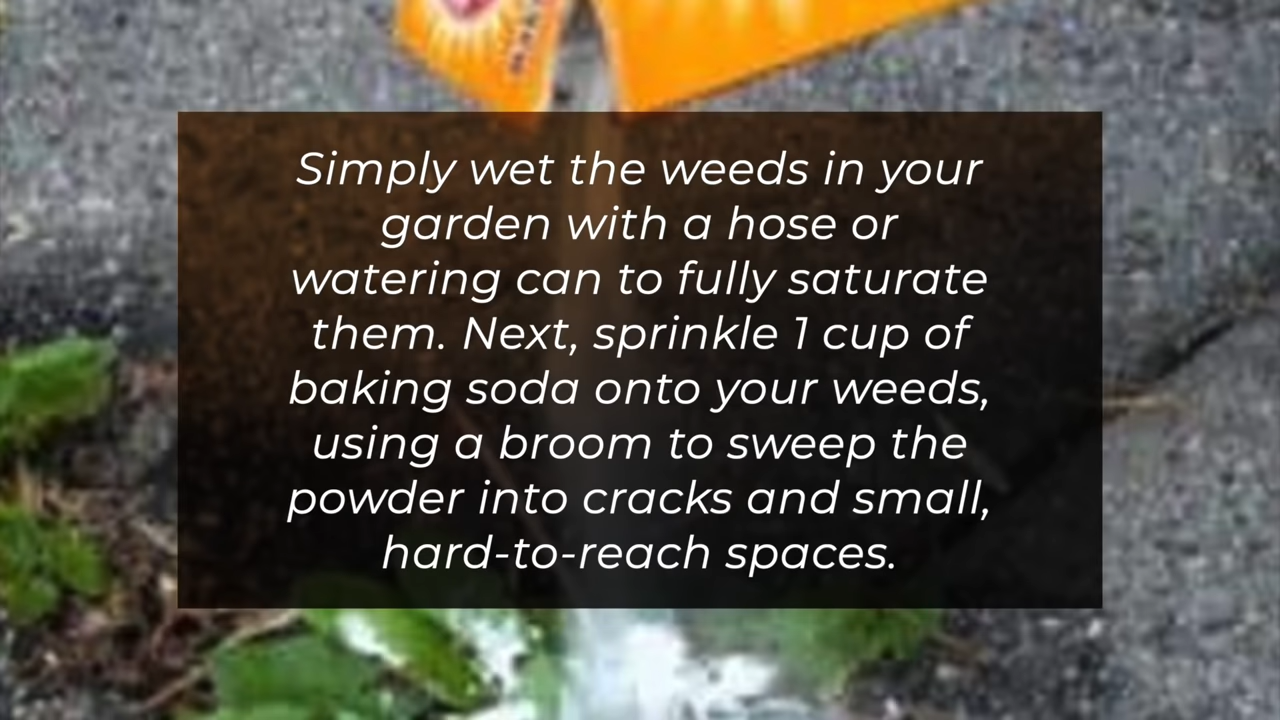 Simply wet the weeds in your
garden with a hose or
watering can to fully saturate
them. Next, sprinkle 1 cup of
baking soda onto your weeds,
using a broom to sweep the
powder into cracks and small,
hard-to-reach spaces.